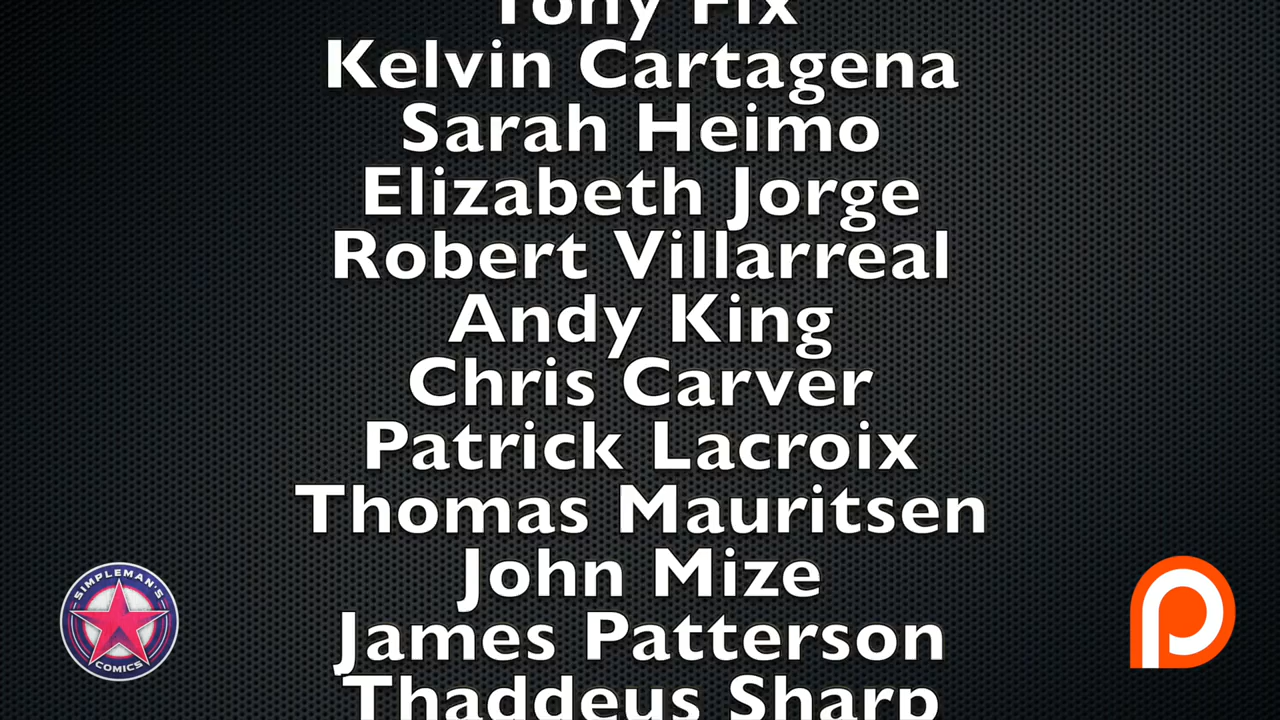 Tony Fix
Kelvin Cartagena
Sarah Heimo
Elizabeth Jorge
Robert Villarreal
Andy King
Chris Carver
Patrick Lacroix
Thomas Mauritsen
John Mize
James Patterson
Thaddeus Sharp
SIMPLEMAN'S
COMICS